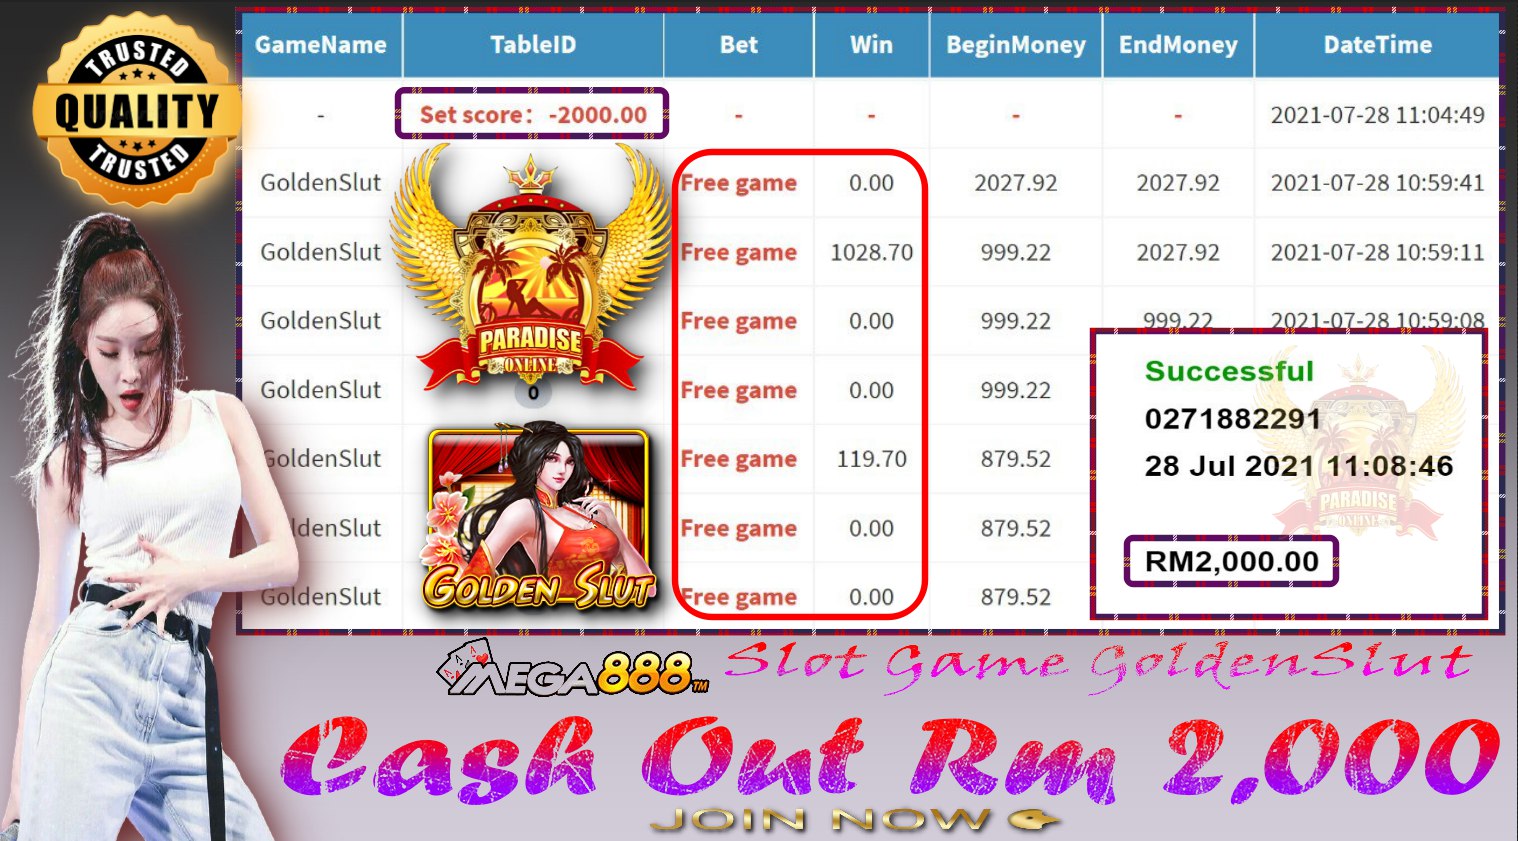 TRUSTED
QUALITY
TRUSTED
GameName TableID Bet Win BeginMoney EndMoney DateTime
- Set score: -2000.00 - - - - 2021-07-28 11:04:49
GoldenSlut Free game 0.00 2027.92 2027.92 2021-07-28 10:59:41
GoldenSlut Free game 1028.70 999.22 2027.92 2021-07-28 10:59:11
GoldenSlut Free game 0.00 999.22 999.22 2021-07-28 10:59:08
PARADISE
ONLINE
GoldenSlut 0 Free game 0.00 999.22
GoldenSlut Free game 119.70 879.52
ldenSlut Free game 0.00 879.52
GoldenSlut Free game 0.00 879.52
GOLDEN SLUT
Successful
0271882291
28 Jul 2021 11:08:46
PARADISE
ONLINE
RM2,000.00
MEGA888 TM Slot Game GoldenSlut
Cash Out Rm 2,000
JOIN NOW